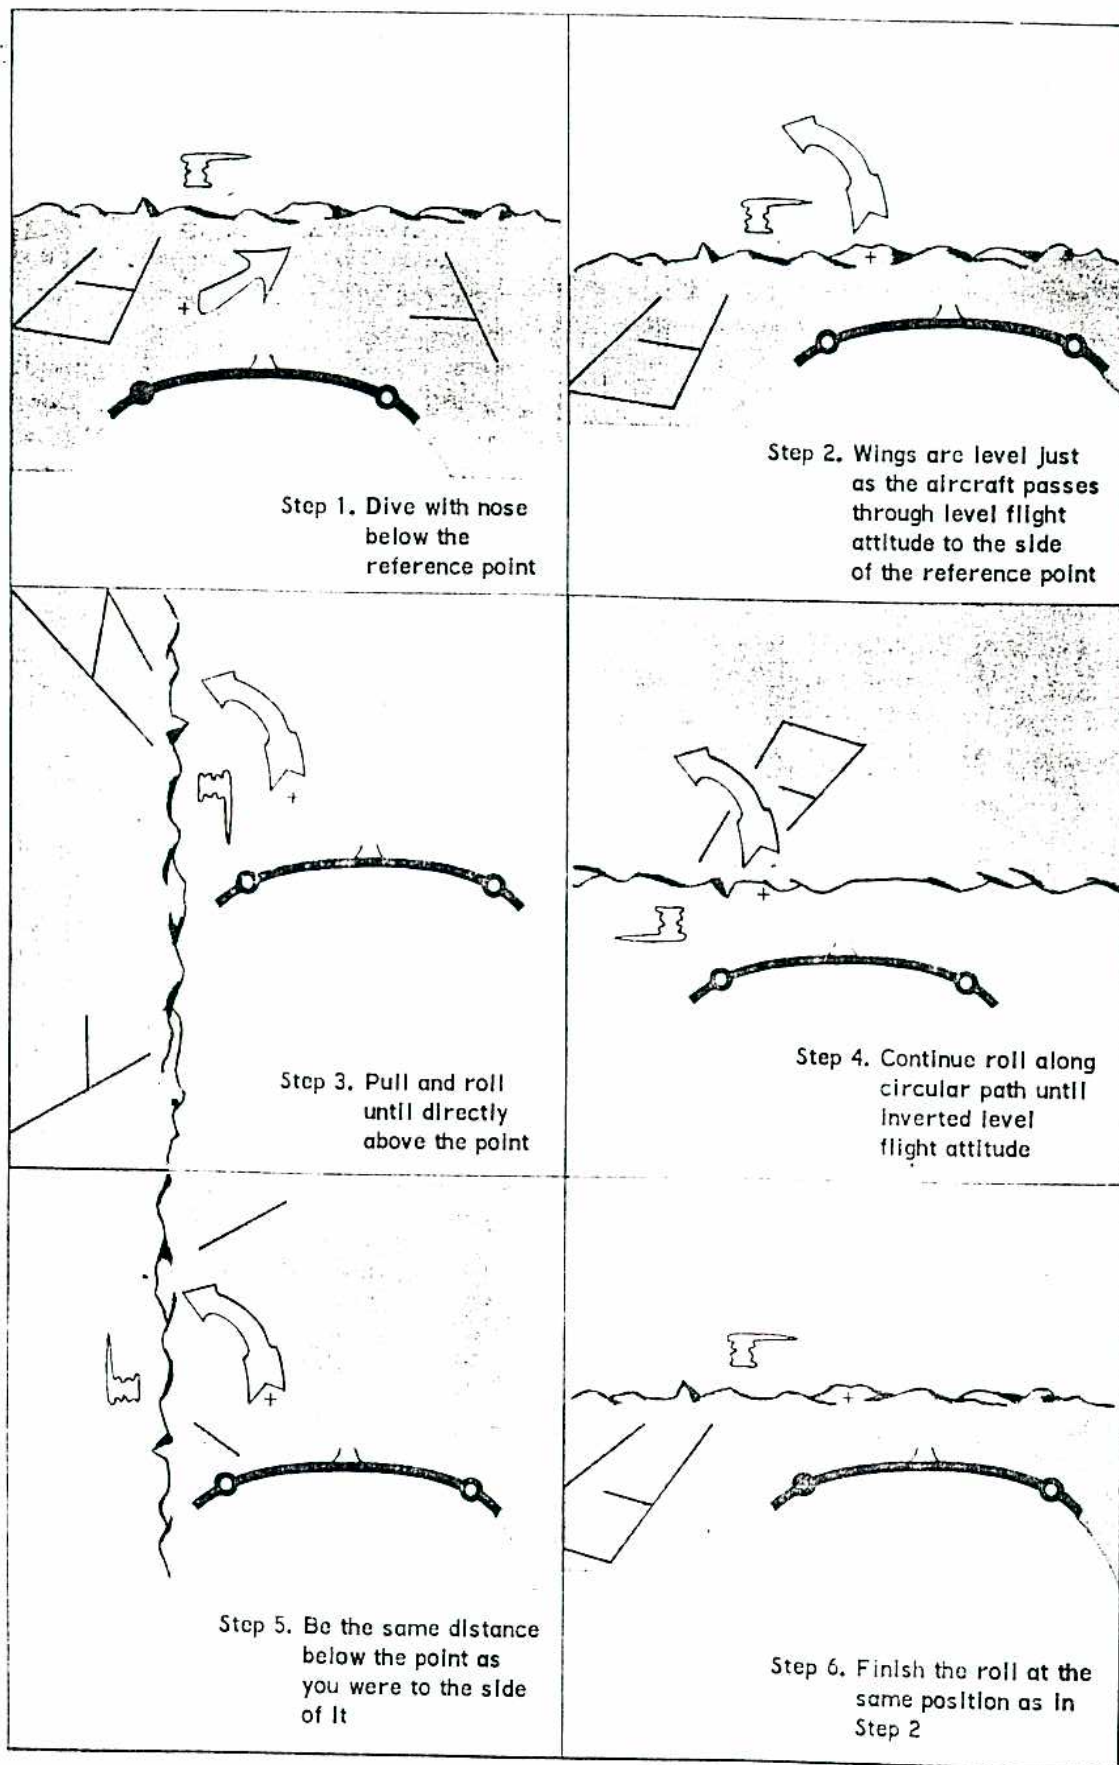 Step 1. Dive with nose
below the
reference point
Step 2. Wings are level just
as the aircraft passes
through level flight
attitude to the side
of the reference point
Step 3. Pull and roll
until directly
above the point
Step 4. Continue roll along
circular path until
inverted level
flight attitude
Step 5. Be the same distance
below the point as
you were to the side
of it
Step 6. Finish the roll at the
same position as in
Step 2